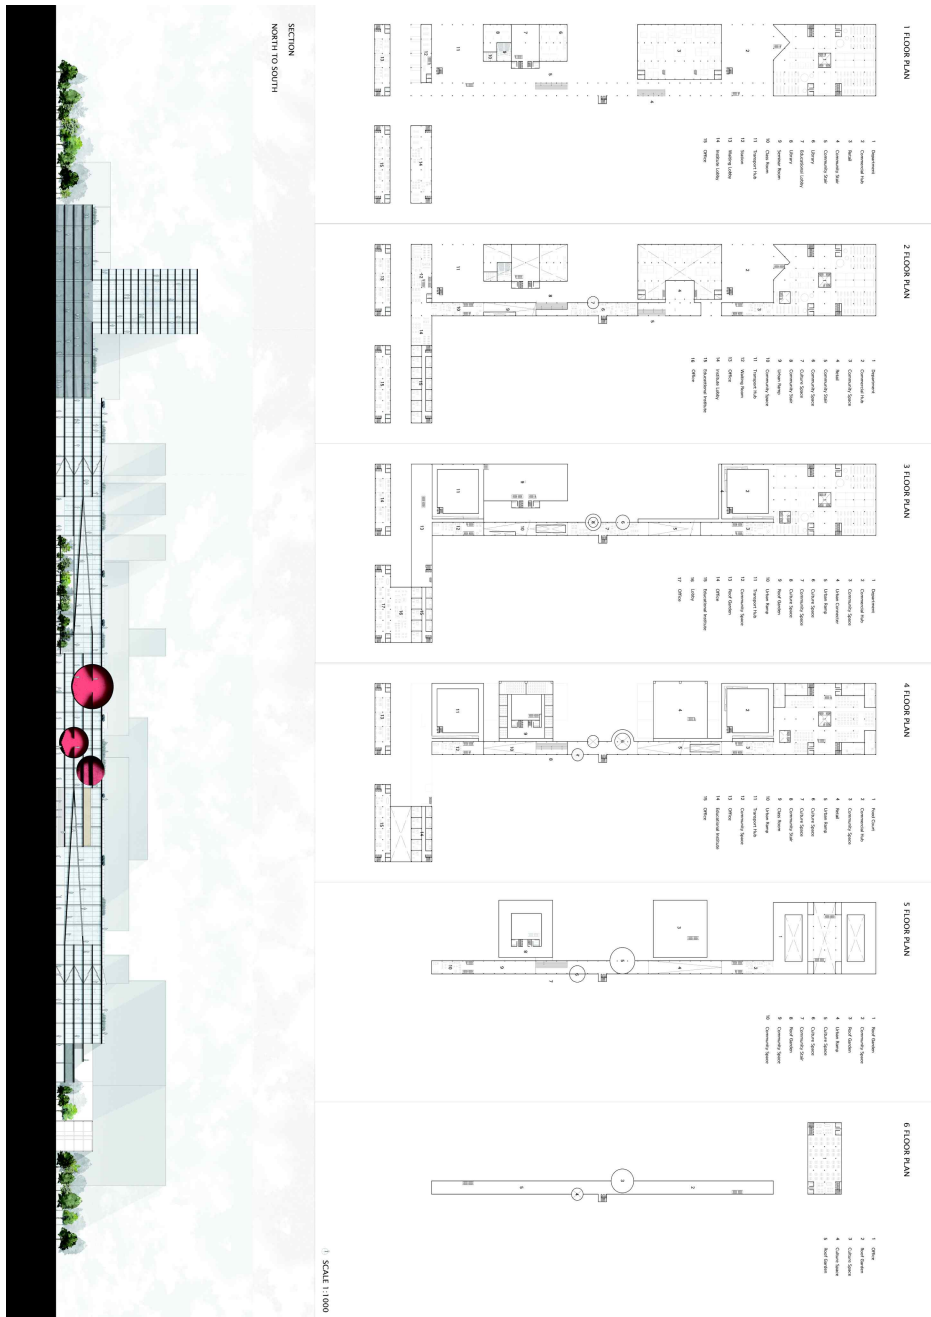 SECTION
NORTH TO SOUTH
1 FLOOR PLAN
1 Department
2 Commercial Hub
3 Retail
4 Community Stair
5 Community Stair
6 Library
7 Educational Lobby
8 Library
9 Seminar Room
10 Class Room
11 Transport Hub
12 Station
13 Waiting Lobby
14 Institute Lobby
15 Office
2 FLOOR PLAN
1 Department
2 Commercial Hub
3 Community Space
4 Retail
5 Community Stair
6 Community Space
7 Culture Space
8 Community Stair
9 Urban Ramp
10 Community Space
11 Transport Hub
12 Waiting Room
13 Office
14 Institute Lobby
15 Educational Institute
16 Office
3 FLOOR PLAN
1 Department
2 Commercial Hub
3 Community Space
4 Urban Connector
5 Urban Ramp
6 Culture Space
7 Community Space
8 Culture Space
9 Roof Garden
10 Urban Ramp
11 Transport Hub
12 Community Space
13 Roof Garden
14 Office
15 Educational Institute
16 Lobby
17 Office
4 FLOOR PLAN
1 Food Court
2 Commercial Hub
3 Community Space
4 Retail
5 Urban Ramp
6 Culture Space
7 Culture Space
8 Community Stair
9 Class Room
10 Urban Ramp
11 Transport Hub
12 Community Space
13 Office
14 Educational Institute
15 Office
5 FLOOR PLAN
1 Roof Garden
2 Community Space
3 Roof Garden
4 Urban Ramp
5 Culture Space
6 Culture Space
7 Community Stair
8 Roof Garden
9 Community Space
10 Community Space
6 FLOOR PLAN
1 Office
2 Roof Garden
3 Culture Space
4 Culture Space
5 Roof Garden
SCALE 1:1000